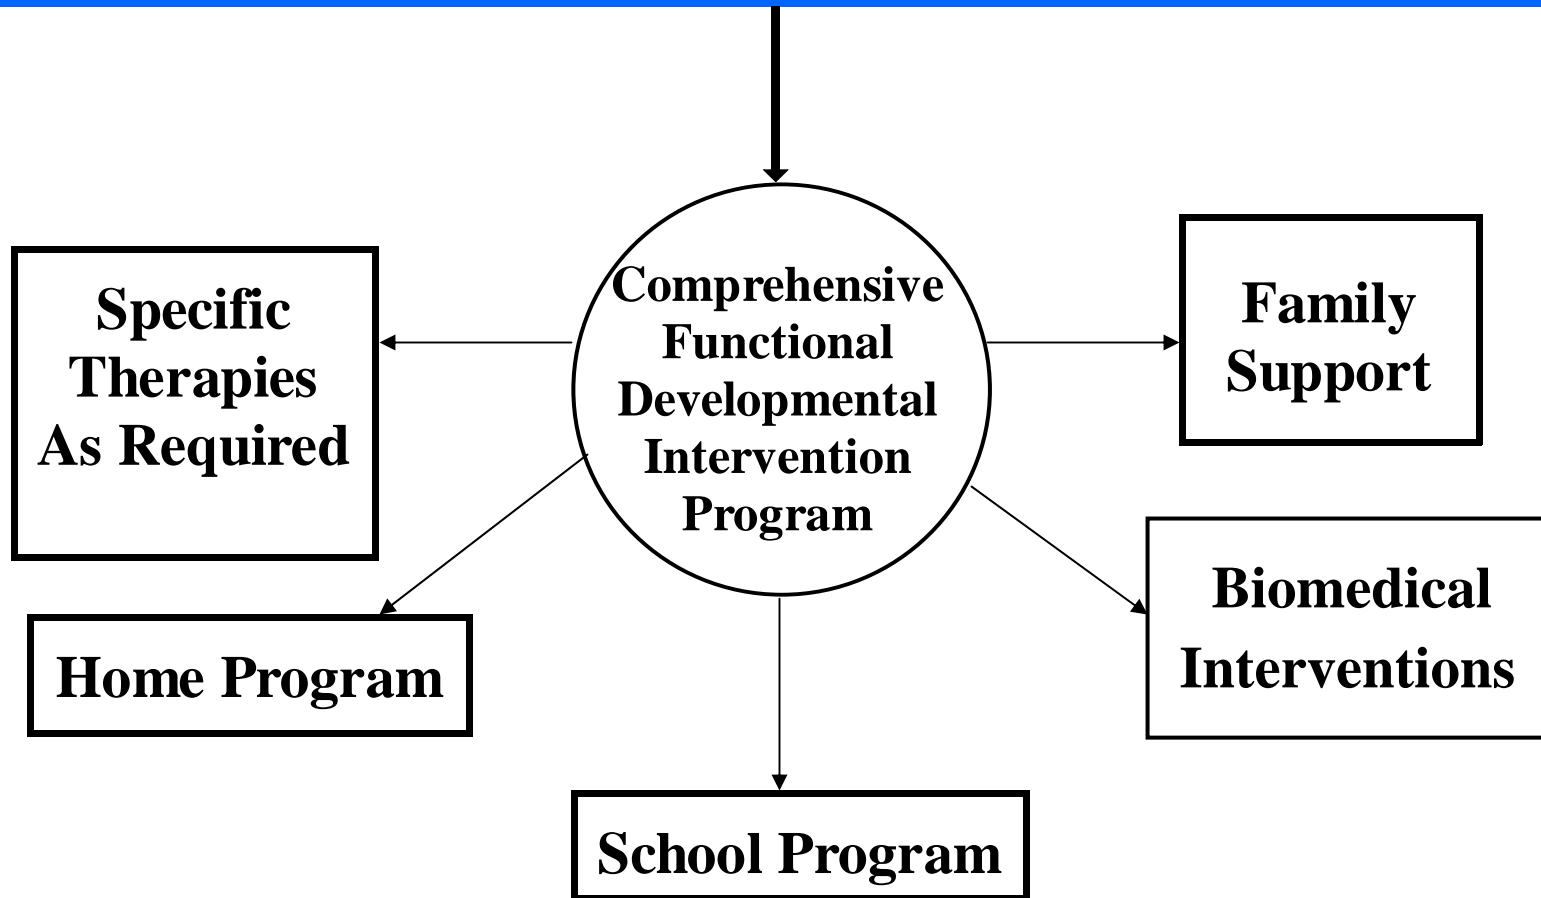 Comprehensive
Functional
Developmental
Intervention
Program
Specific
Therapies
As Required
Family
Support
Home Program
Biomedical
Interventions
School Program